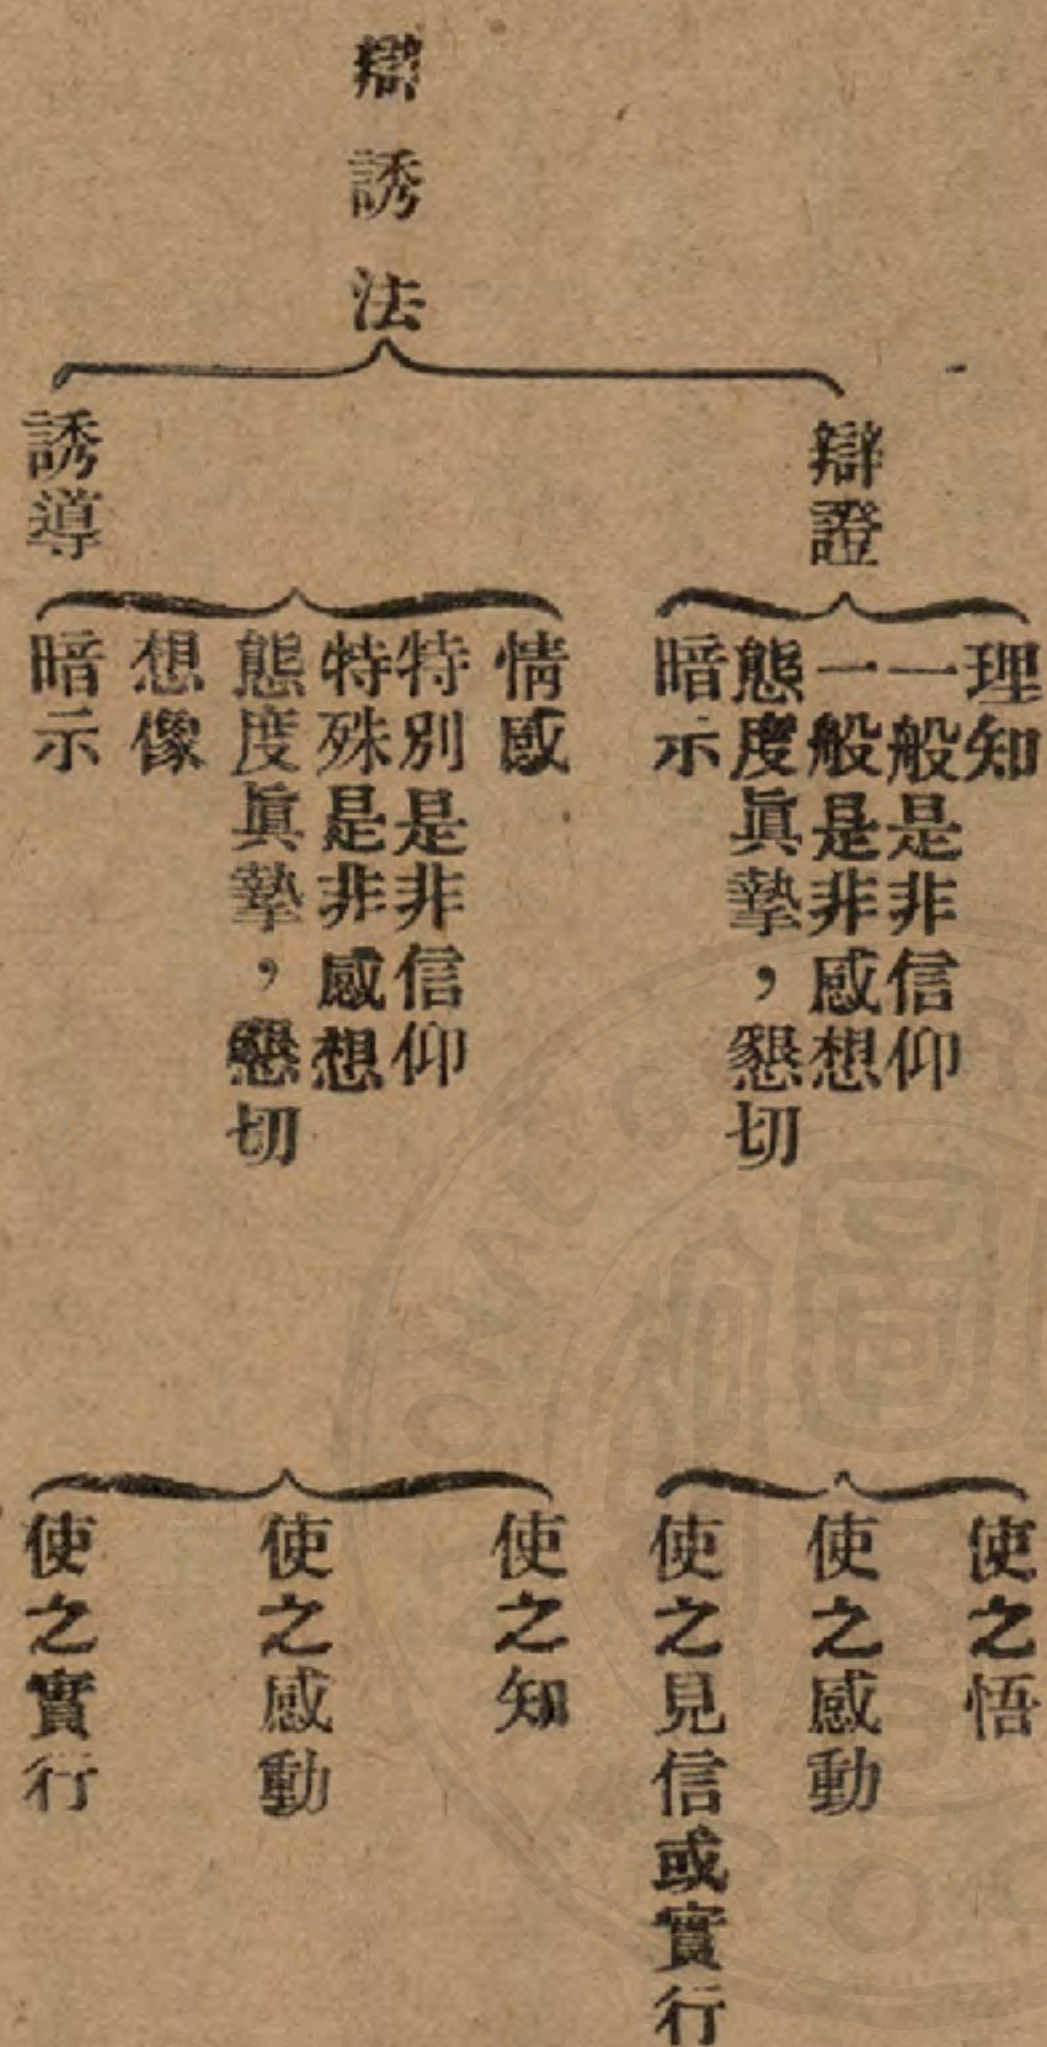 辯誘法
辯證
理知
一般是非信仰
一般是非感想
態度眞摯，懇切
暗示
使之悟
使之感動
使之見信或實行
誘導
情感
特別是非信仰
特殊是非感想
態度眞摯，懇切
想像
暗示
使之知
使之感動
使之實行